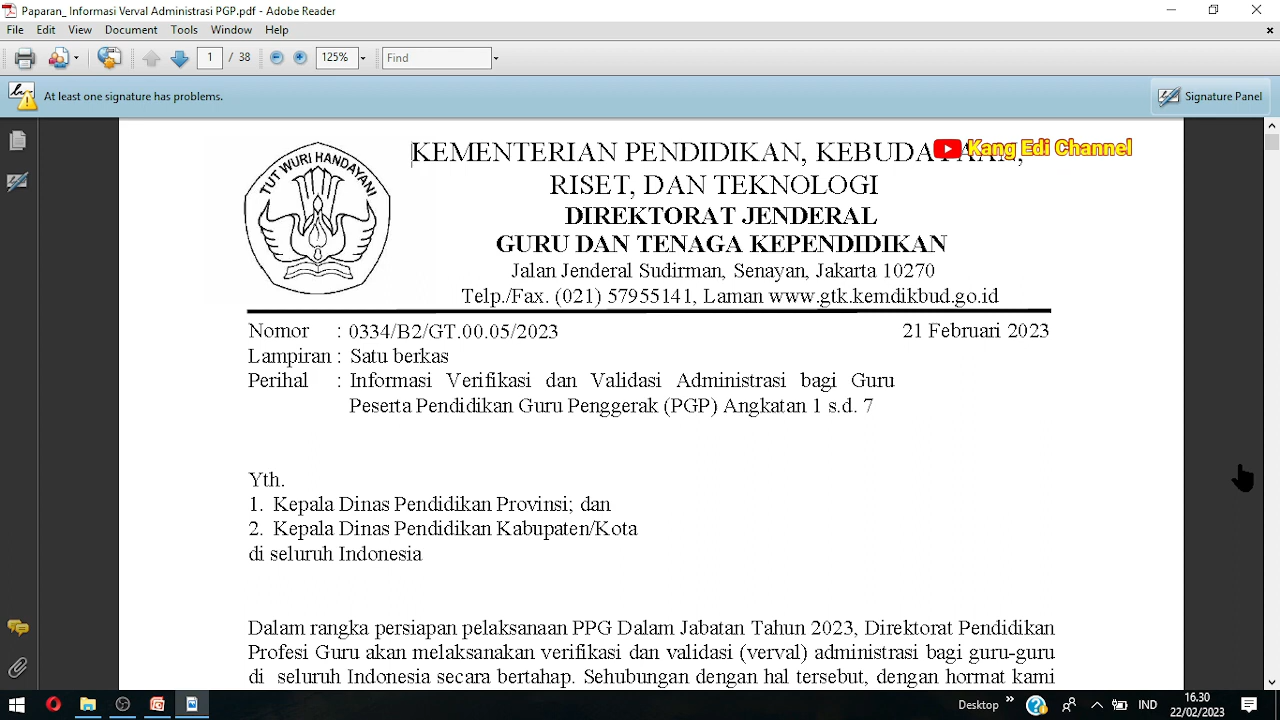 Paparan_ Informasi Verval Administrasi PGP.pdf - Adobe Reader
File Edit View Document Tools Window Help
1 / 38 125% Find
At least one signature has problems. Signature Panel
TUT WURI HANDAYANI
KEMENTERIAN PENDIDIKAN,
Kang Edi Channel
RISET, DAN TEKNOLOGI
DIREKTORAT JENDERAL
GURU DAN TENAGA KEPENDIDIKAN
Jalan Jenderal Sudirman, Senayan, Jakarta 10270
Telp./Fax. (021) 57955141, Laman www.gtk.kemdikbud.go.id
Nomor : 0334/B2/GT.00.05/2023 21 Februari 2023
Lampiran : Satu berkas
Perihal : Informasi Verifikasi dan Validasi Administrasi bagi Guru
Peserta Pendidikan Guru Penggerak (PGP) Angkatan 1 s.d. 7
Yth.
1. Kepala Dinas Pendidikan Provinsi; dan
2. Kepala Dinas Pendidikan Kabupaten/Kota
di seluruh Indonesia
Dalam rangka persiapan pelaksanaan PPG Dalam Jabatan Tahun 2023, Direktorat Pendidikan
Profesi Guru akan melaksanakan verifikasi dan validasi (verval) administrasi bagi guru-guru
di seluruh Indonesia secara bertahap. Sehubungan dengan hal tersebut, dengan hormat kami
Desktop » IND 16.30
22/02/2023